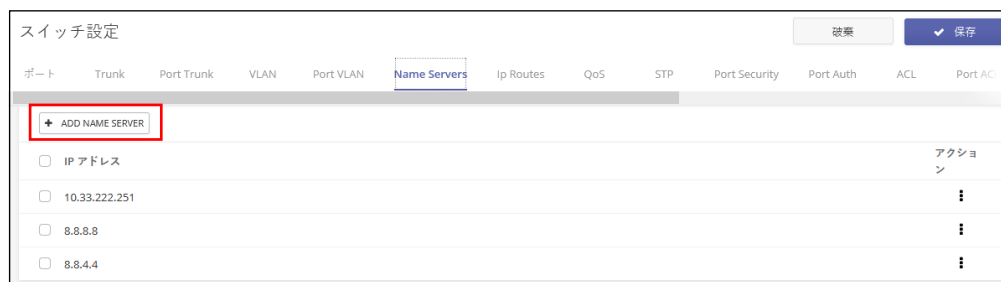 スイッチ設定
破棄
保存
ポート Trunk Port Trunk VLAN Port VLAN Name Servers Ip Routes QoS STP Port Security Port Auth ACL Port AC
ADD NAME SERVER
IP アドレス
アクショ
ン
10.33.222.251
8.8.8.8
8.8.4.4